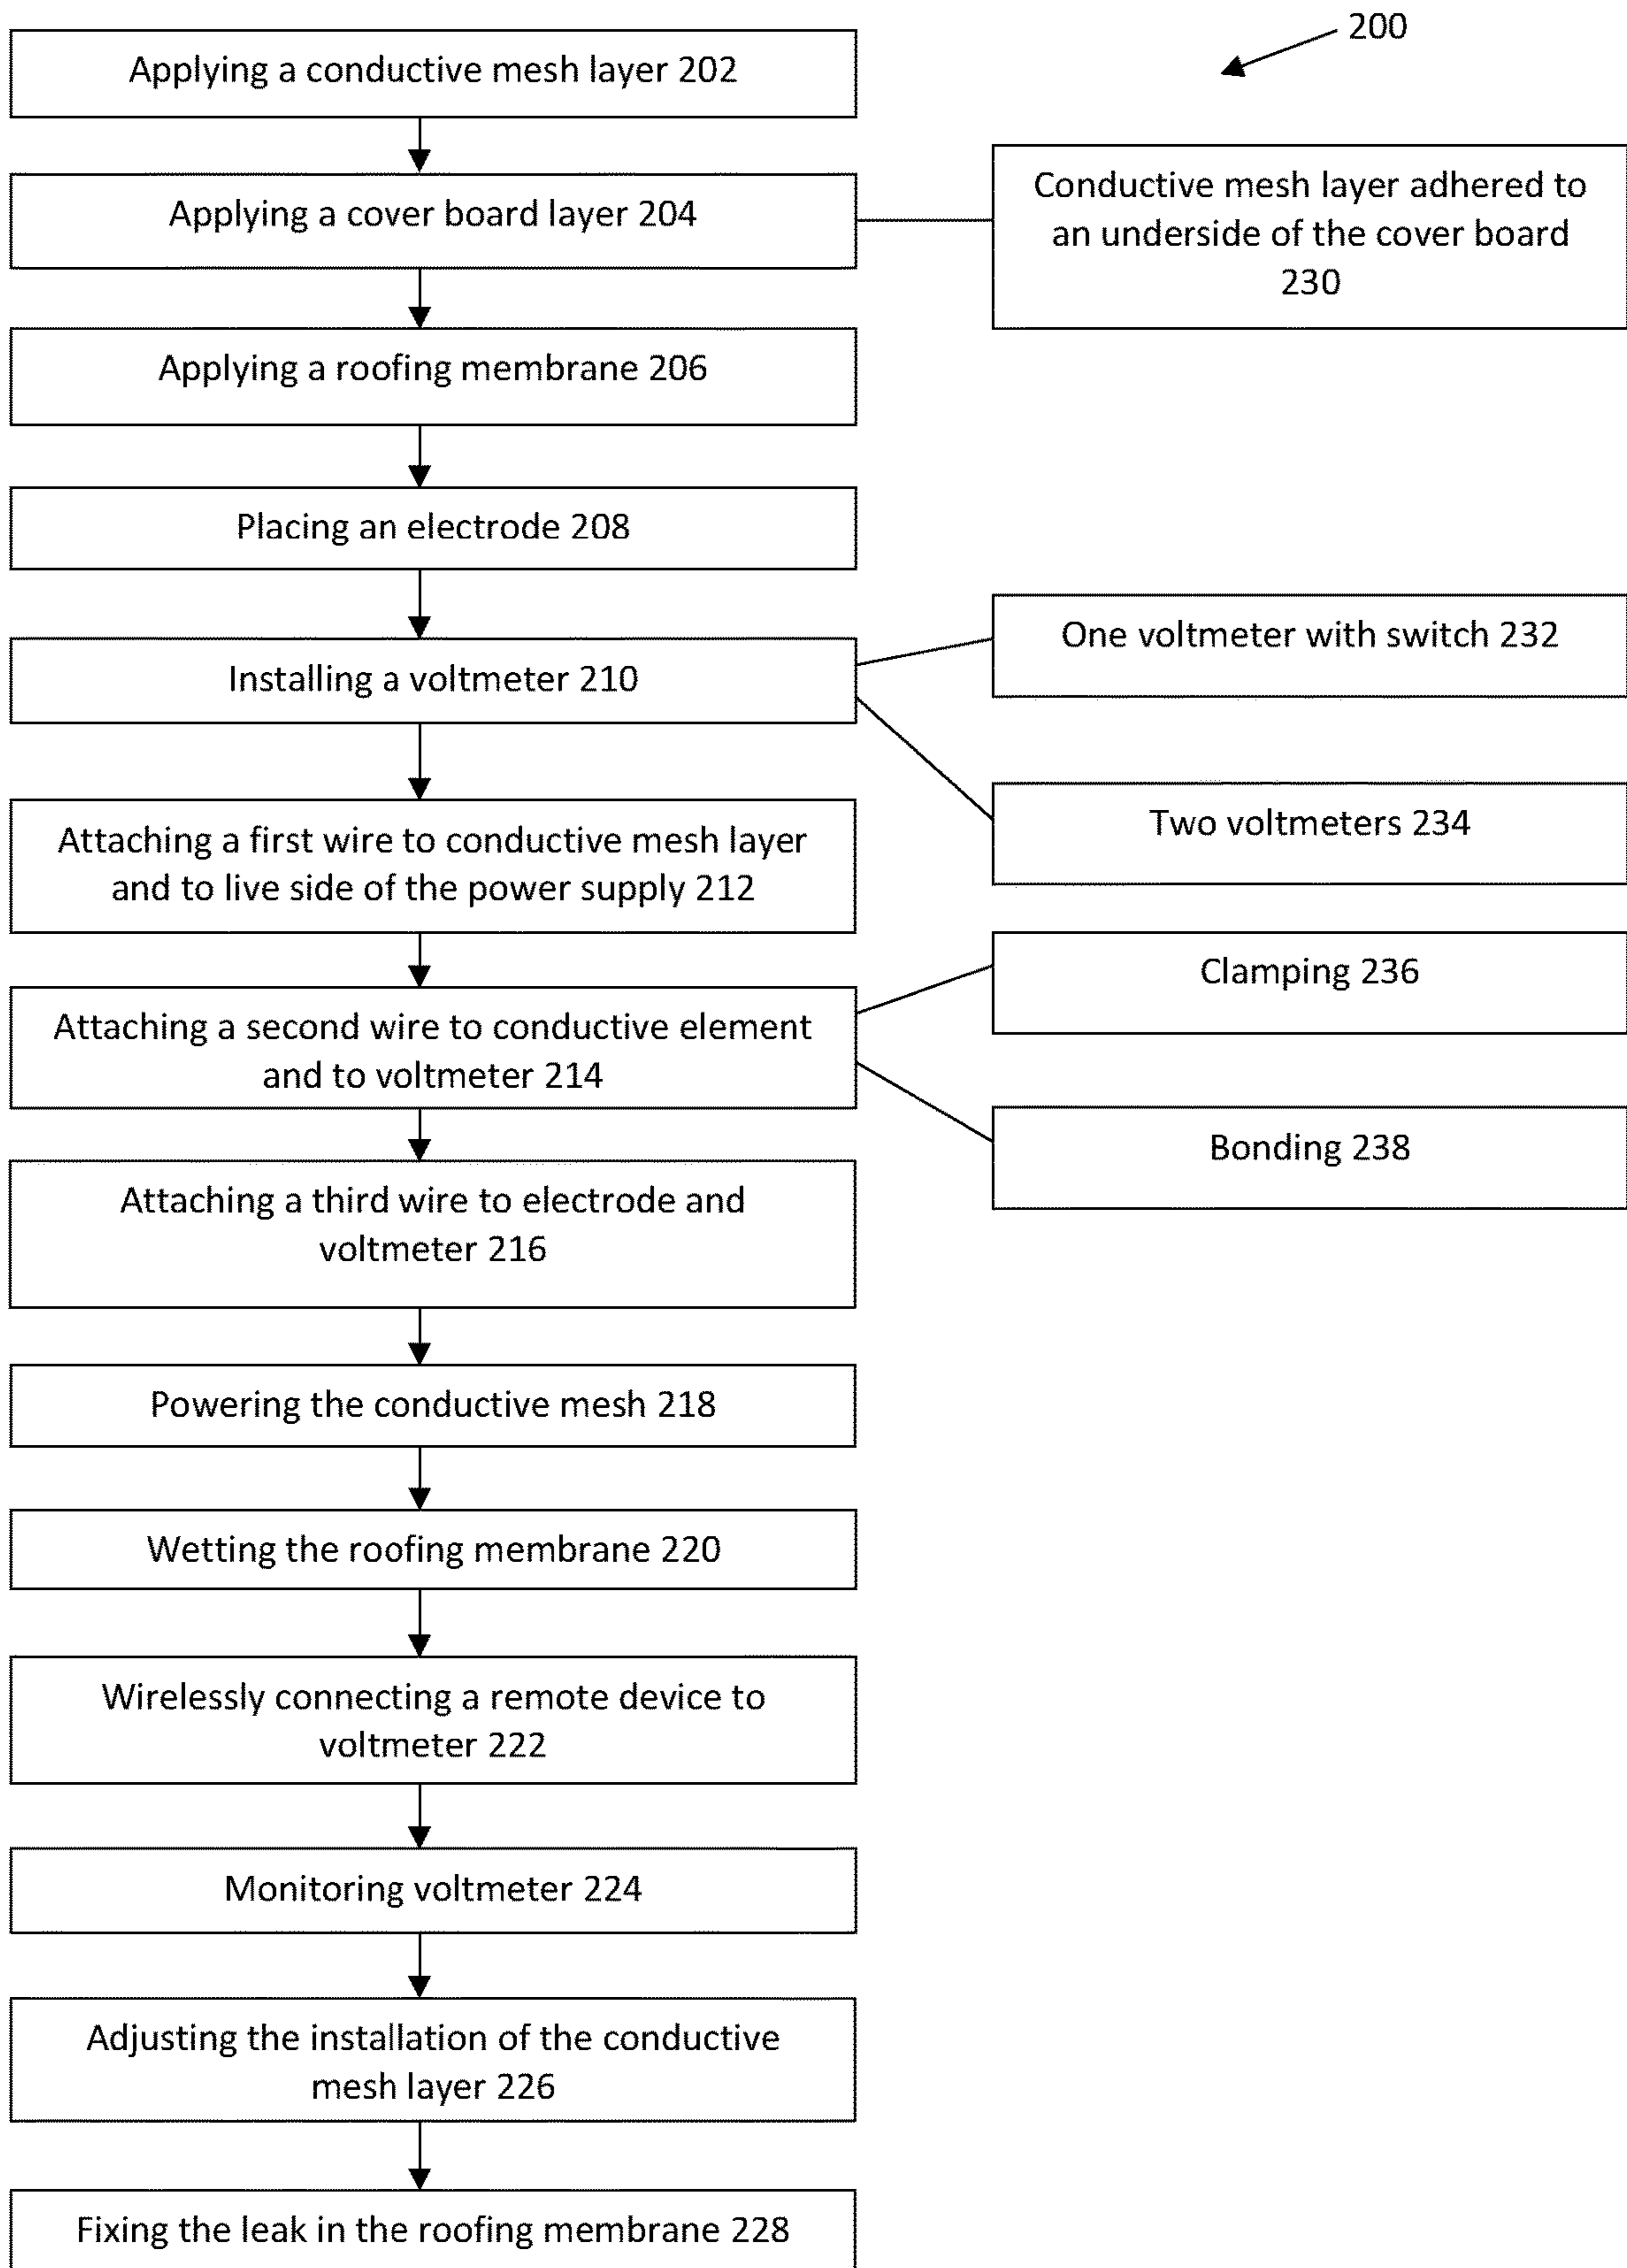 200
Applying a conductive mesh layer 202
Applying a cover board layer 204
Conductive mesh layer adhered to
an underside of the cover board
230
Applying a roofing membrane 206
Placing an electrode 208
Installing a voltmeter 210
One voltmeter with switch 232
Two voltmeters 234
Attaching a first wire to conductive mesh layer
and to live side of the power supply 212
Attaching a second wire to conductive element
and to voltmeter 214
Clamping 236
Bonding 238
Attaching a third wire to electrode and
voltmeter 216
Powering the conductive mesh 218
Wetting the roofing membrane 220
Wirelessly connecting a remote device to
voltmeter 222
Monitoring voltmeter 224
Adjusting the installation of the conductive
mesh layer 226
Fixing the leak in the roofing membrane 228